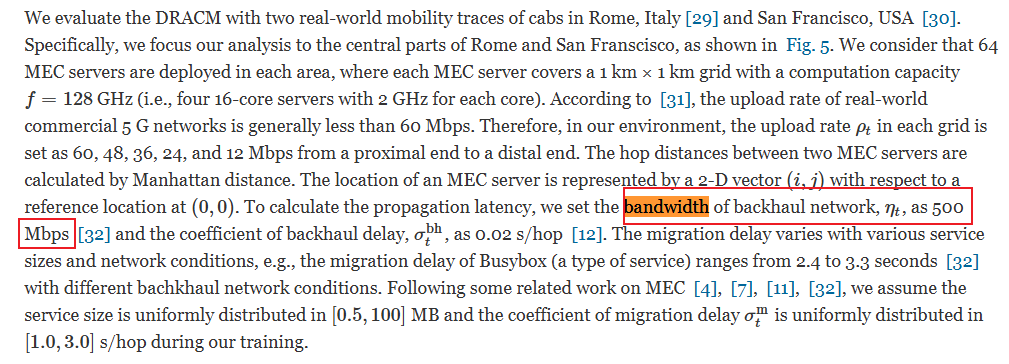 We evaluate the DRACM with two real-world mobility traces of cabs in Rome, Italy [29] and San Francisco, USA [30].
Specifically, we focus our analysis to the central parts of Rome and San Franscisco, as shown in Fig. 5. We consider that 64
MEC servers are deployed in each area, where each MEC server covers a 1 km × 1 km grid with a computation capacity
f = 128 GHz (i.e., four 16-core servers with 2 GHz for each core). According to [31], the upload rate of real-world
commercial 5 G networks is generally less than 60 Mbps. Therefore, in our environment, the upload rate ρₜ in each grid is
set as 60, 48, 36, 24, and 12 Mbps from a proximal end to a distal end. The hop distances between two MEC servers are
calculated by Manhattan distance. The location of an MEC server is represented by a 2-D vector (i, j) with respect to a
reference location at (0, 0). To calculate the propagation latency, we set the bandwidth of backhaul network, ηₜ, as 500
Mbps [32] and the coefficient of backhaul delay, σₜᵇʰ, as 0.02 s/hop [12]. The migration delay varies with various service
sizes and network conditions, e.g., the migration delay of Busybox (a type of service) ranges from 2.4 to 3.3 seconds [32]
with different bachkhaul network conditions. Following some related work on MEC [4], [7], [11], [32], we assume the
service size is uniformly distributed in [0.5, 100] MB and the coefficient of migration delay σₜᵐ is uniformly distributed in
[1.0, 3.0] s/hop during our training.